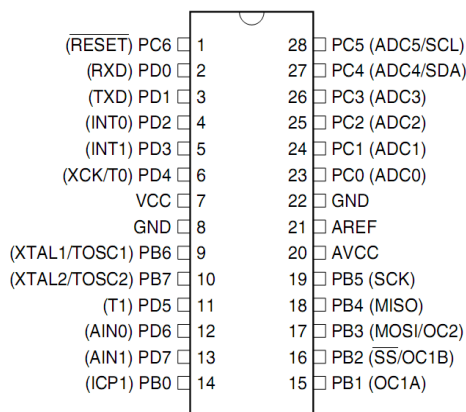 (RESET) PC6 1 28 PC5 (ADC5/SCL)
(RXD) PD0 2 27 PC4 (ADC4/SDA)
(TXD) PD1 3 26 PC3 (ADC3)
(INT0) PD2 4 25 PC2 (ADC2)
(INT1) PD3 5 24 PC1 (ADC1)
(XCK/T0) PD4 6 23 PC0 (ADC0)
VCC 7 22 GND
GND 8 21 AREF
(XTAL1/TOSC1) PB6 9 20 AVCC
(XTAL2/TOSC2) PB7 10 19 PB5 (SCK)
(T1) PD5 11 18 PB4 (MISO)
(AIN0) PD6 12 17 PB3 (MOSI/OC2)
(AIN1) PD7 13 16 PB2 (SS/OC1B)
(ICP1) PB0 14 15 PB1 (OC1A)